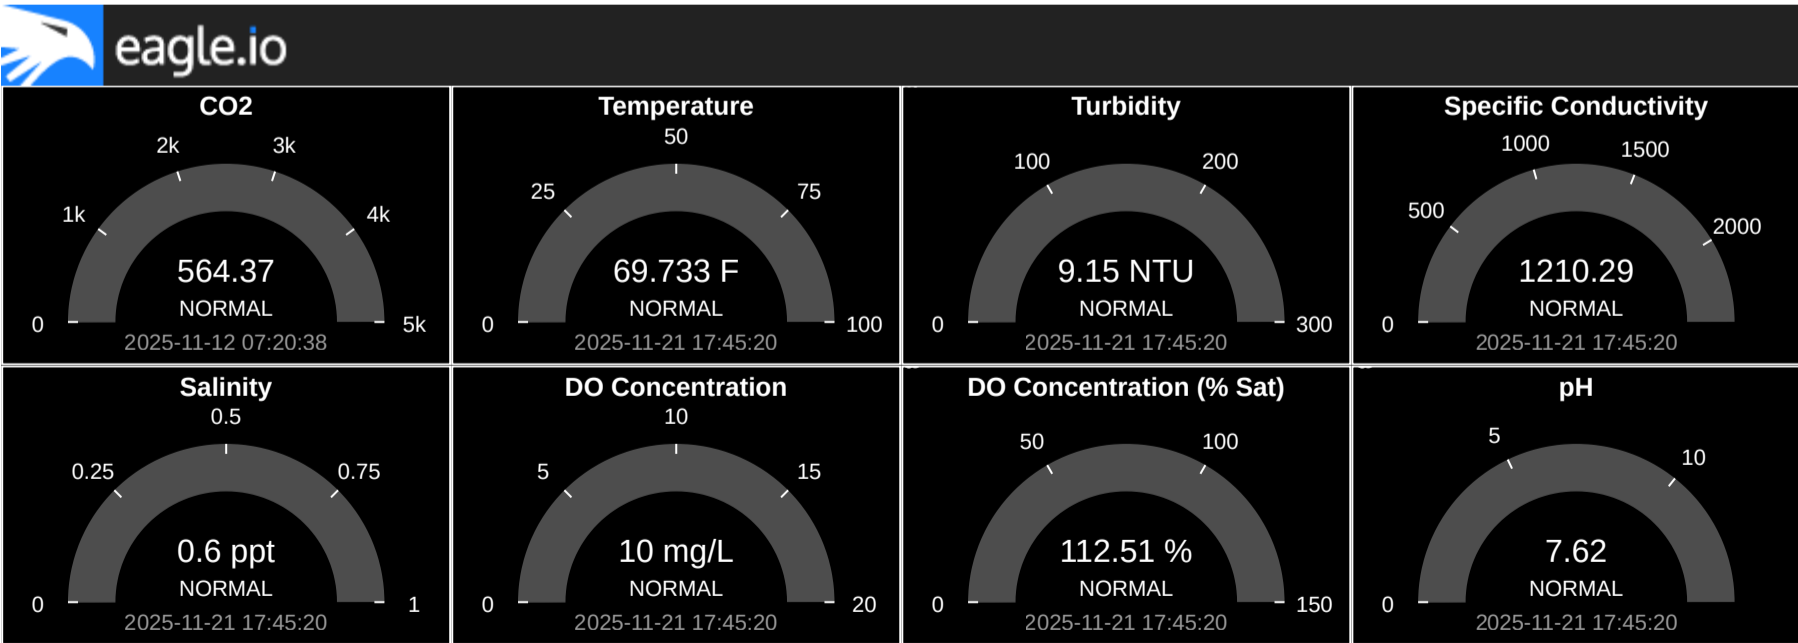 eagle.io
CO2
2k
3k
1k
4k
564.37
NORMAL
0
5k
2025-11-12 07:20:38
Temperature
50
25
75
69.733 F
NORMAL
0
100
2025-11-21 17:45:20
Turbidity
100
200
9.15 NTU
NORMAL
0
300
2025-11-21 17:45:20
Specific Conductivity
1000
1500
500
2000
1210.29
NORMAL
0
2025-11-21 17:45:20
Salinity
0.5
0.25
0.75
0.6 ppt
NORMAL
0
1
2025-11-21 17:45:20
DO Concentration
10
5
15
10 mg/L
NORMAL
0
20
2025-11-21 17:45:20
DO Concentration (% Sat)
50
100
112.51 %
NORMAL
0
150
2025-11-21 17:45:20
pH
5
10
7.62
NORMAL
0
2025-11-21 17:45:20